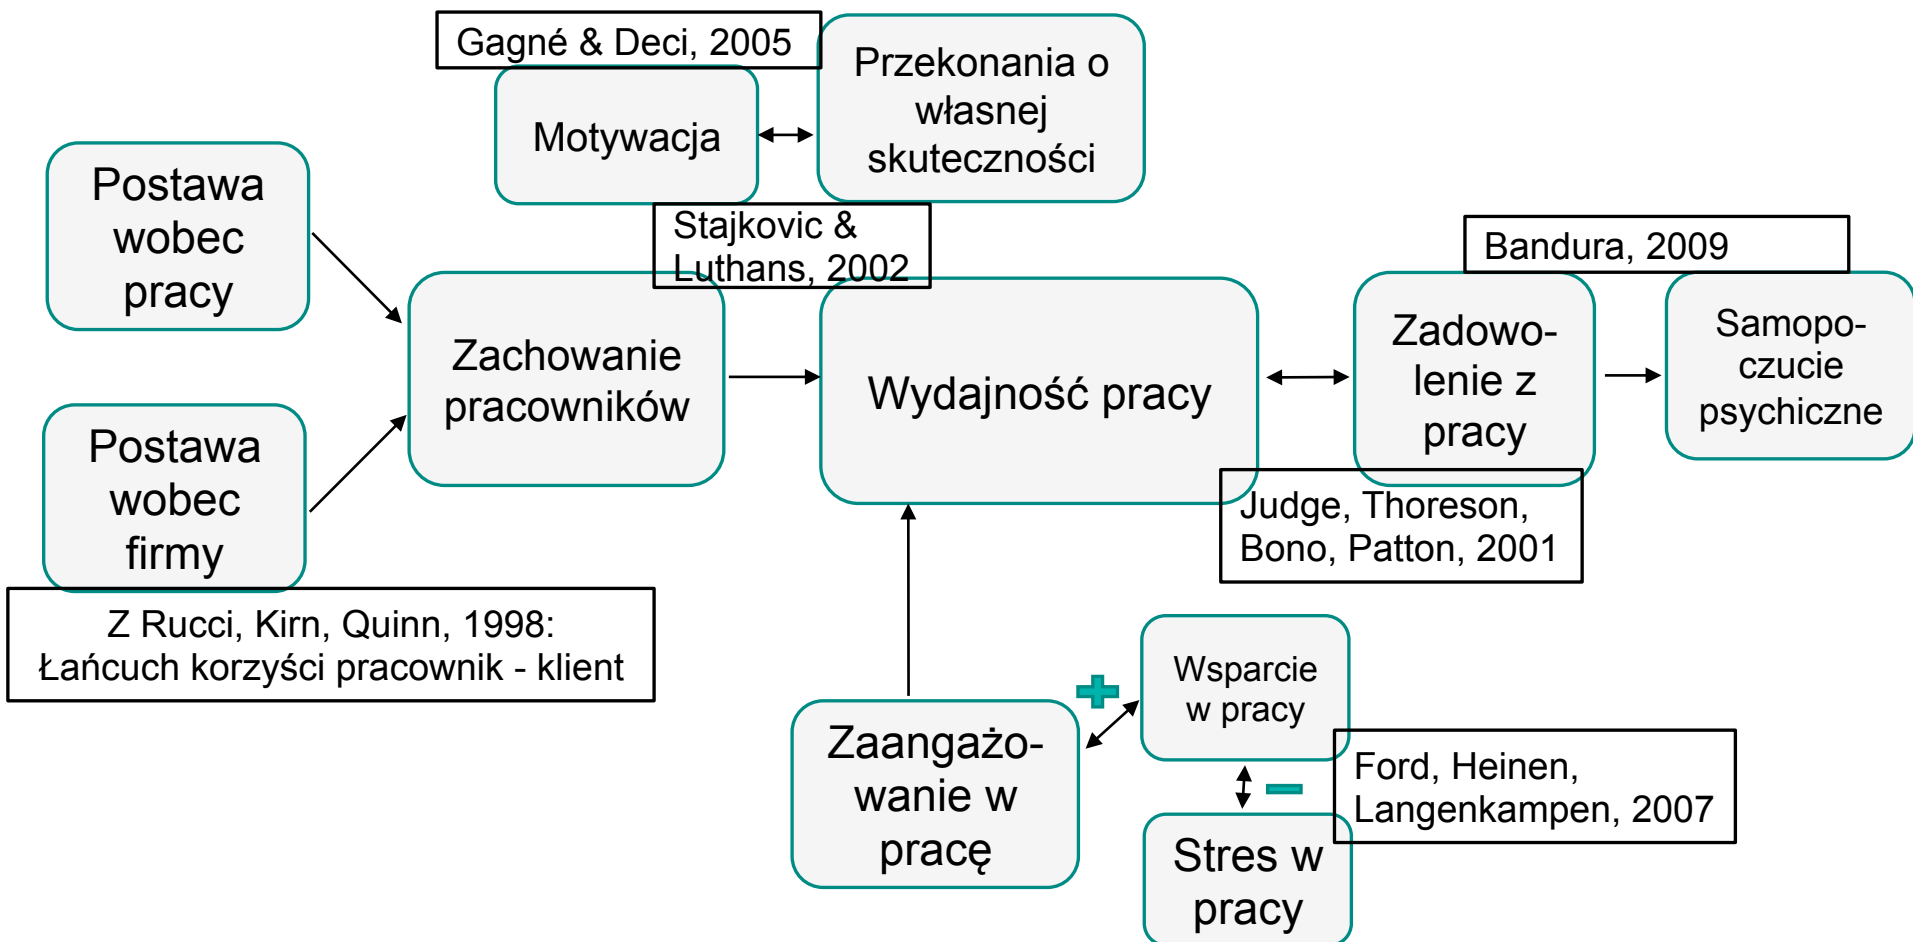 Gagné & Deci, 2005
Przekonania o
własnej
skuteczności
Motywacja
Postawa
wobec
pracy
Stajkovic &
Luthans, 2002
Bandura, 2009
Zachowanie
pracowników
Wydajność pracy
Zadowo-
lenie z
pracy
Samopo-
czucie
psychiczne
Postawa
wobec
firmy
Judge, Thoreson,
Bono, Patton, 2001
Z Rucci, Kirn, Quinn, 1998:
Łańcuch korzyści pracownik - klient
Wsparcie
w pracy
Zaangażo-
wanie w
pracę
Ford, Heinen,
Langenkampen, 2007
Stres w
pracy